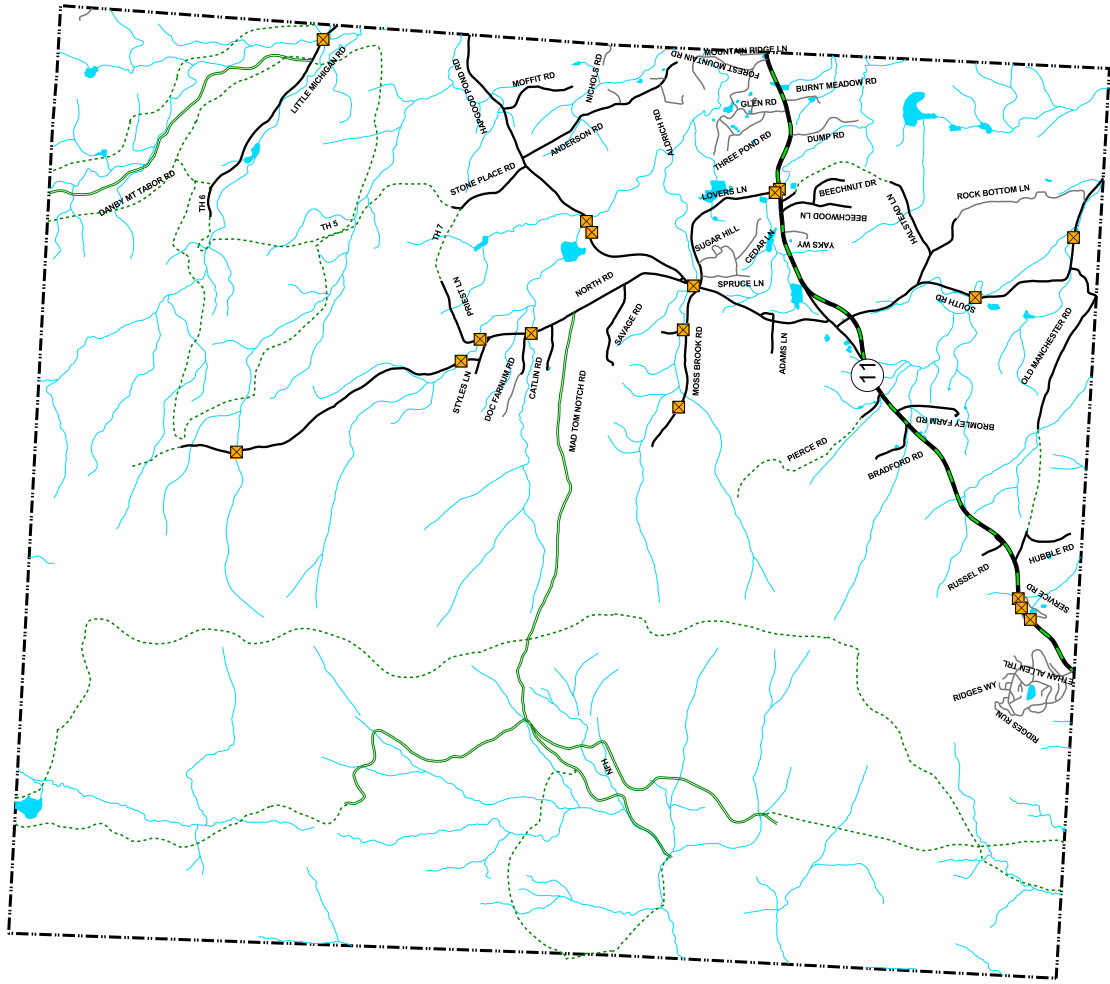 MOUNTAIN RIDGE LN
FOREST MOUNTAIN RD
LITTLE MICHIGAN RD
HAPGOOD POND RD
MOFFIT RD
NICHOLS RD
BURNT MEADOW RD
GLEN RD
ALDRICH RD
ANDERSON RD
THREE POND RD
DUMP RD
STONE PLACE RD
DANBY MT TABOR RD
TH 6
LOVERS LN
BEECHNUT DR
ROCK BOTTOM LN
BEECHWOOD LN
HALSTEAD LN
TH 5
TH 7
SUGAR HILL
CEDAR LN
YAKS WY
PRIEST LN
NORTH RD
SPRUCE LN
SOUTH RD
SAVAGE RD
OLD MANCHESTER RD
MOSS BROOK RD
ADAMS LN
11
STYLES LN
DOC FARNUM RD
CATLIN RD
MAD TOM NOTCH RD
BROMLEY FARM RD
PIERCE RD
BRADFORD RD
HUBBLE RD
RUSSEL RD
SERVICE RD
ETHAN ALLEN TRL
RIDGES WY
RIDGES RUN
NFH